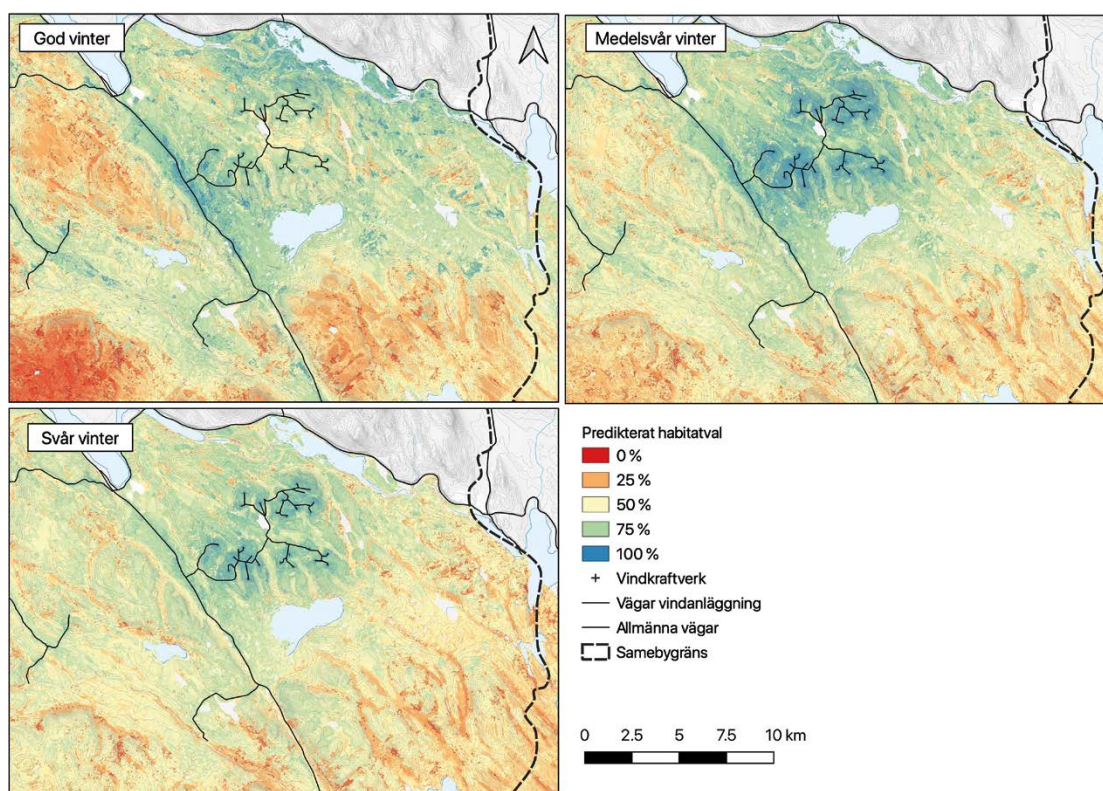 God vinter
Medelsvår vinter
Svår vinter
Predikterat habitatval
0 %
25 %
50 %
75 %
100 %
Vindkraftverk
Vägar vindanläggning
Allmänna vägar
Samebygräns
0 2.5 5 7.5 10 km